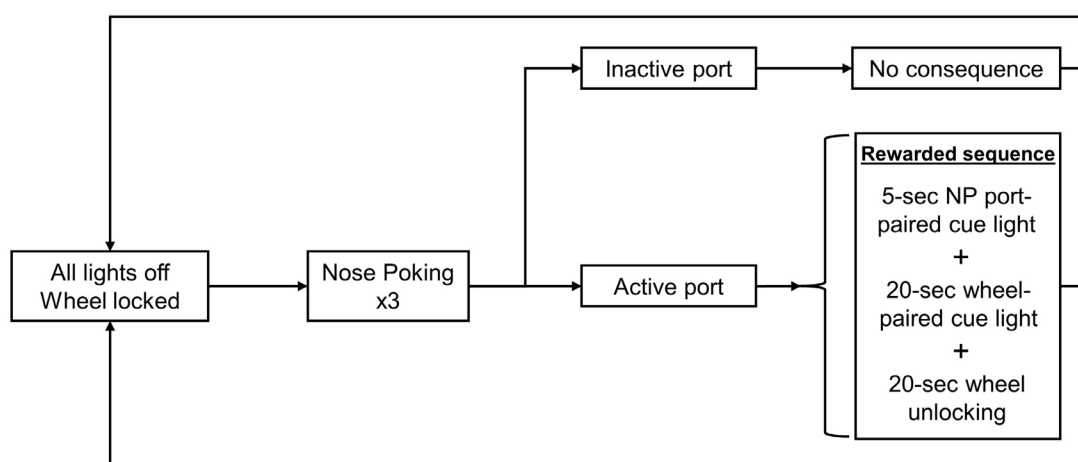 Inactive port
No consequence
Rewarded sequence
5-sec NP port-
paired cue light
+
20-sec wheel-
paired cue light
+
20-sec wheel
unlocking
All lights off
Wheel locked
Nose Poking
x3
Active port